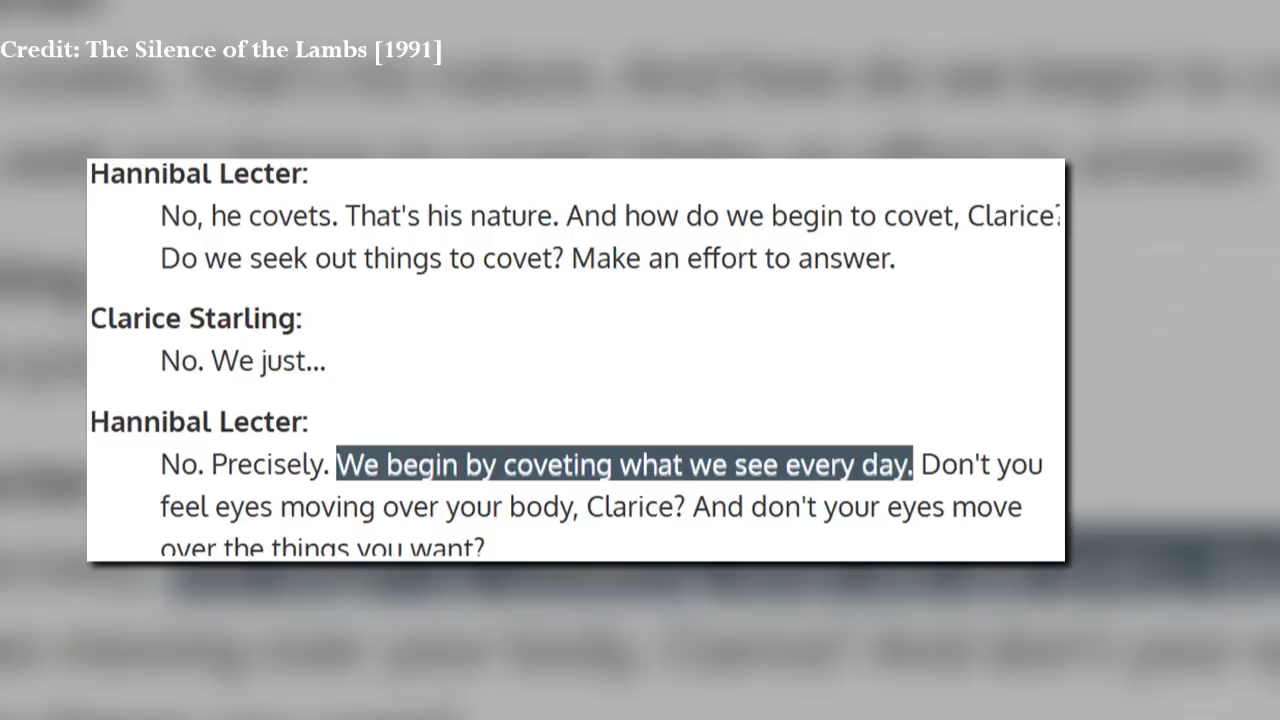 Credit: The Silence of the Lambs [1991]
Hannibal Lecter:
No, he covets. That's his nature. And how do we begin to covet, Clarice?
Do we seek out things to covet? Make an effort to answer.
Clarice Starling:
No. We just...
Hannibal Lecter:
No. Precisely. We begin by coveting what we see every day. Don't you
feel eyes moving over your body, Clarice? And don't your eyes move
over the things you want?